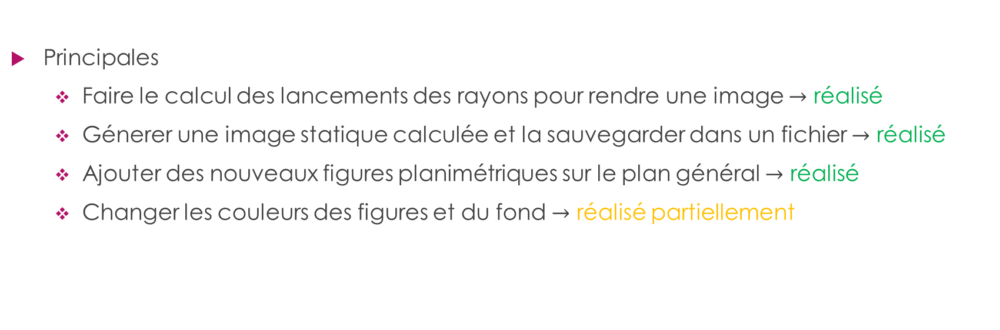 Principales
Faire le calcul des lancements des rayons pour rendre une image → réalisé
Génerer une image statique calculée et la sauvegarder dans un fichier → réalisé
Ajouter des nouveaux figures planimétriques sur le plan général → réalisé
Changer les couleurs des figures et du fond → réalisé partiellement